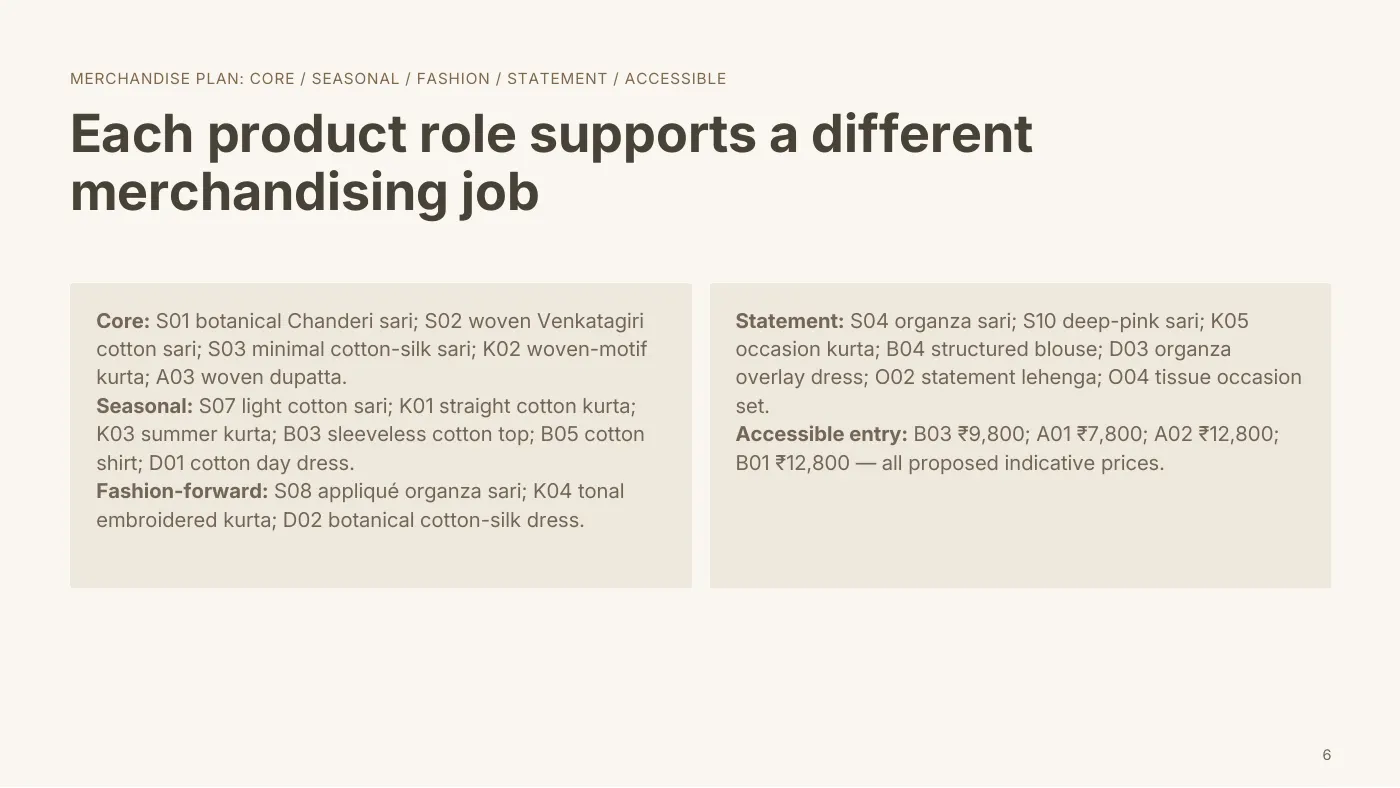 MERCHANDISE PLAN: CORE / SEASONAL / FASHION / STATEMENT / ACCESSIBLE
Each product role supports a different
merchandising job
Core: S01 botanical Chanderi sari; S02 woven Venkatagiri
cotton sari; S03 minimal cotton-silk sari; K02 woven-motif
kurta; A03 woven dupatta.
Seasonal: S07 light cotton sari; K01 straight cotton kurta;
K03 summer kurta; B03 sleeveless cotton top; B05 cotton
shirt; D01 cotton day dress.
Fashion-forward: S08 appliqué organza sari; K04 tonal
embroidered kurta; D02 botanical cotton-silk dress.
Statement: S04 organza sari; S10 deep-pink sari; K05
occasion kurta; B04 structured blouse; D03 organza
overlay dress; O02 statement lehenga; O04 tissue occasion
set.
Accessible entry: B03 ₹9,800; A01 ₹7,800; A02 ₹12,800;
B01 ₹12,800 — all proposed indicative prices.
6